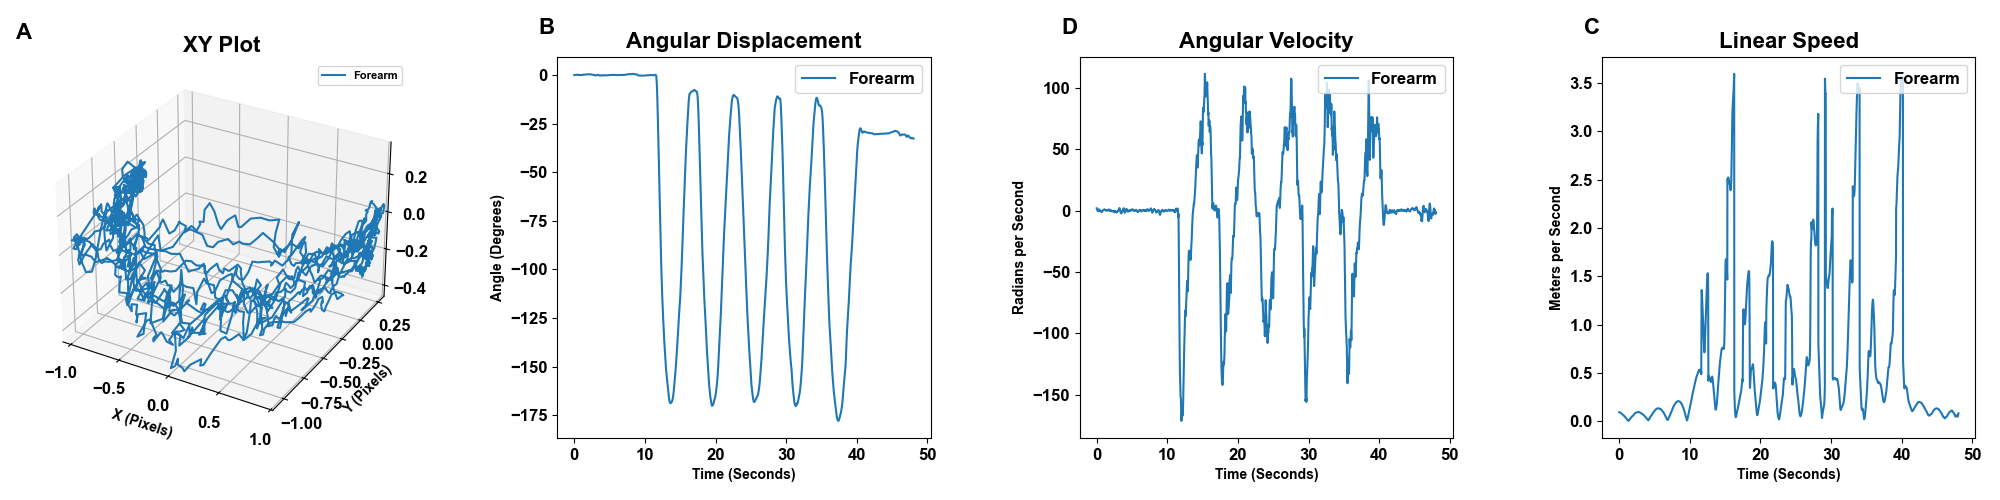 A
XY Plot
Forearm
0.2
0.0
−0.2
−0.4
0.25
0.00
−0.25
−0.50
−0.75
−1.00
Y (Pixels)
−1.0
−0.5
0.0
0.5
1.0
X (Pixels)
B
Angular Displacement
Forearm
0
−25
−50
−75
−100
−125
−150
−175
Angle (Degrees)
0 10 20 30 40 50
Time (Seconds)
D
Angular Velocity
Forearm
100
50
0
−50
−100
−150
Radians per Second
0 10 20 30 40 50
Time (Seconds)
C
Linear Speed
Forearm
3.5
3.0
2.5
2.0
1.5
1.0
0.5
0.0
Meters per Second
0 10 20 30 40 50
Time (Seconds)